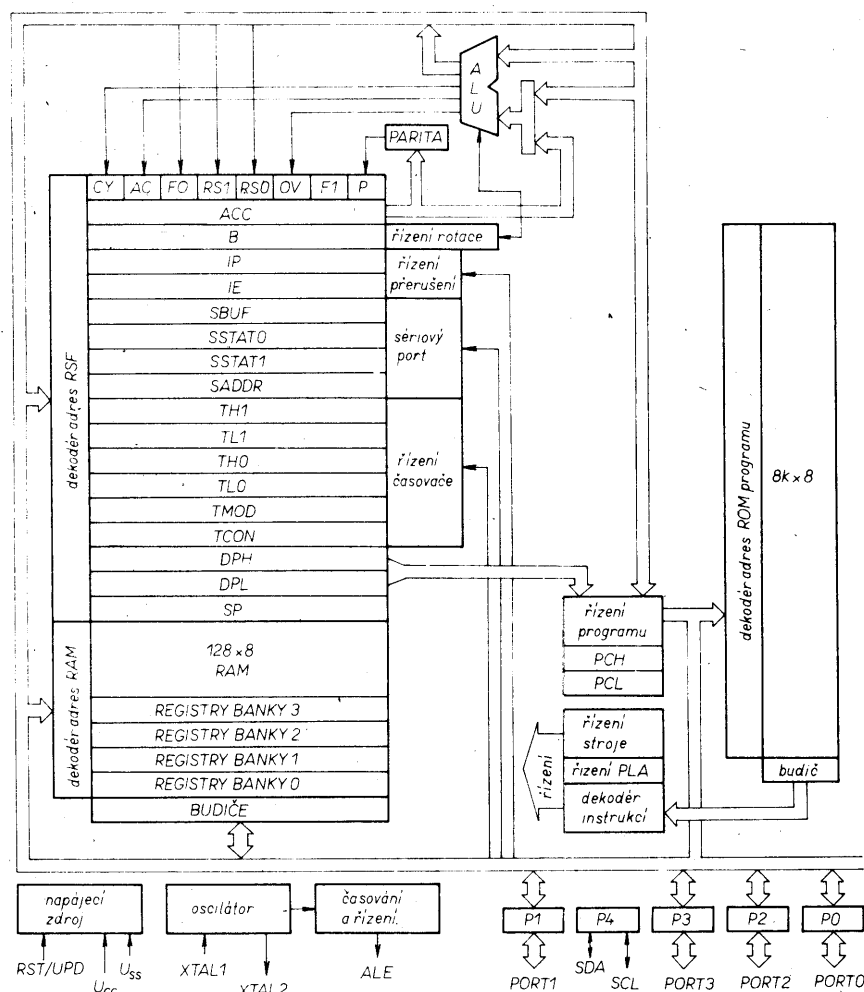 A
L
U
PARITA
CY AC FO RS1 RS0 OV F1 P
ACC
B
řízení rotace
IP
IE
řízení
přerušení
SBUF
SSTAT0
SSTAT1
SADDR
sériový
port
TH1
TL1
TH0
TL0
TMOD
TCON
řízení
časovače
DPH
DPL
SP
dekodér adres RSF
128×8
RAM
REGISTRY BANKY 3
REGISTRY BANKY 2
REGISTRY BANKY 1
REGISTRY BANKY 0
dekodér adres RAM
BUDIČE
řízení
programu
PCH
PCL
řízení
stroje
řízení PLA
dekodér
instrukcí
řízení
dekodér adres ROM programu
8k×8
budič
napájecí
zdroj
oscilátor
časování
a řízení
P1 P4 P3 P2 P0
RST/UPD
Ucc
Uss
XTAL1
XTAL2
ALE
PORT1
SDA
SCL
PORT3
PORT2
PORT0